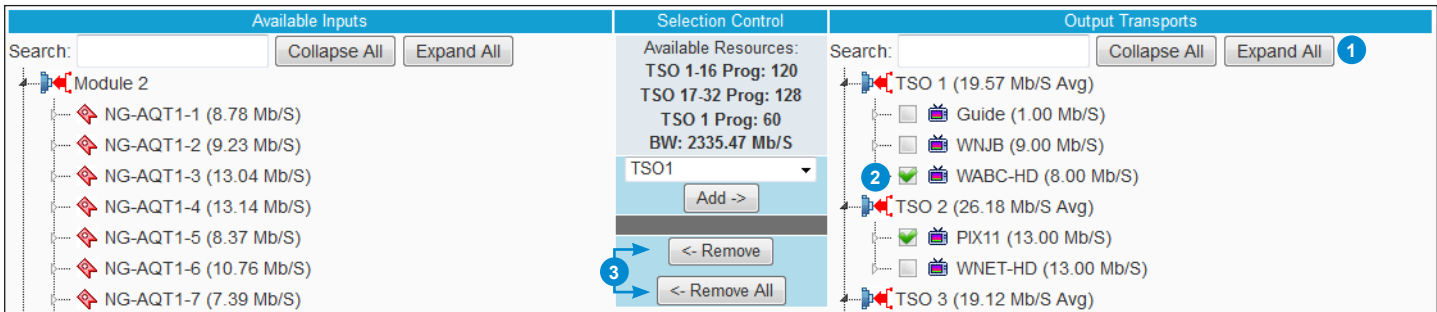 Available Inputs
Search: Collapse All Expand All
Module 2
NG-AQT1-1 (8.78 Mb/S)
NG-AQT1-2 (9.23 Mb/S)
NG-AQT1-3 (13.04 Mb/S)
NG-AQT1-4 (13.14 Mb/S)
NG-AQT1-5 (8.37 Mb/S)
NG-AQT1-6 (10.76 Mb/S)
NG-AQT1-7 (7.39 Mb/S)
Selection Control
Available Resources:
TSO 1-16 Prog: 120
TSO 17-32 Prog: 128
TSO 1 Prog: 60
BW: 2335.47 Mb/S
TSO1
Add ->
<- Remove
3
<- Remove All
Output Transports
Search: Collapse All Expand All 1
TSO 1 (19.57 Mb/S Avg)
Guide (1.00 Mb/S)
WNJB (9.00 Mb/S)
2 WABC-HD (8.00 Mb/S)
TSO 2 (26.18 Mb/S Avg)
PIX11 (13.00 Mb/S)
WNET-HD (13.00 Mb/S)
TSO 3 (19.12 Mb/S Avg)